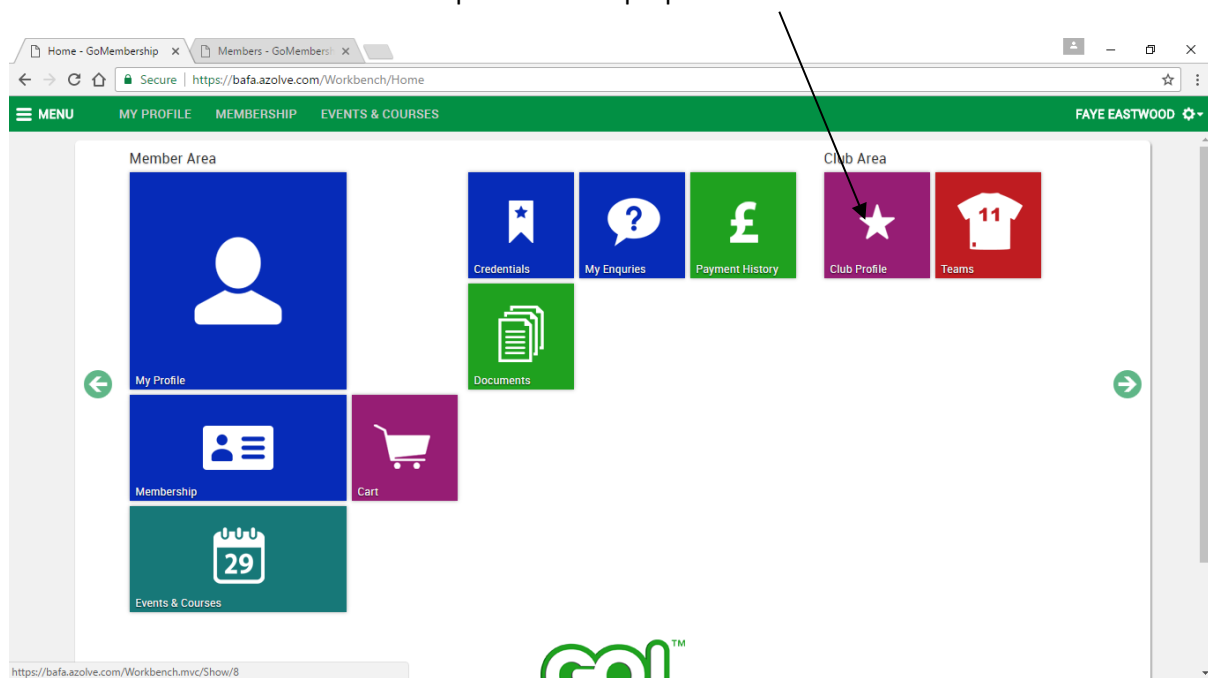 Home - GoMembership
Members - GoMembersh
Secure | https://bafa.azolve.com/Workbench/Home
MENU MY PROFILE MEMBERSHIP EVENTS & COURSES FAYE EASTWOOD
Member Area
Club Area
11
Credentials
My Enquries
Payment History
Club Profile
Teams
My Profile
Documents
Membership
Cart
29
Events & Courses
GO! TM
https://bafa.azolve.com/Workbench.mvc/Show/8